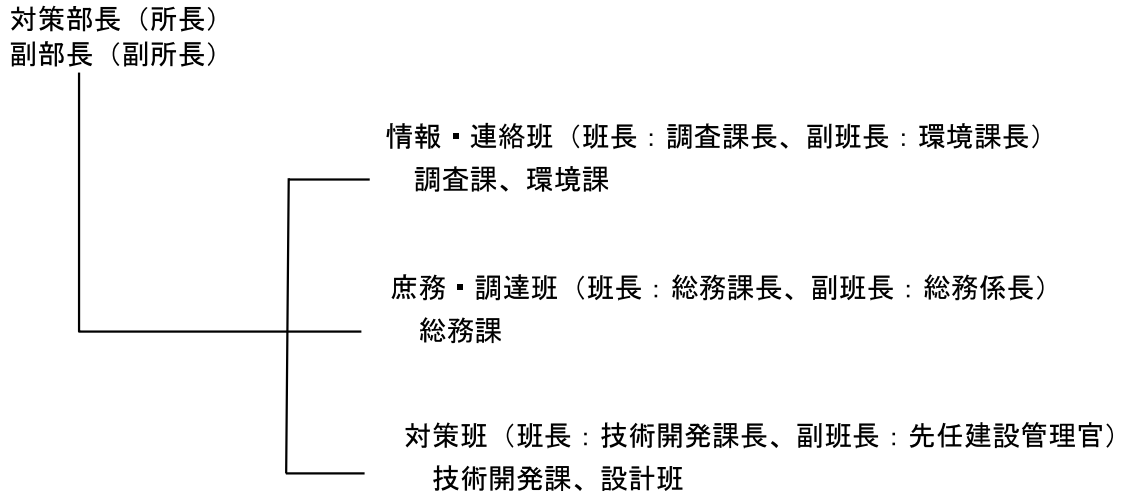 対策部長（所長）
副部長（副所長）
情報・連絡班（班長：調査課長、副班長：環境課長）
調査課、環境課
庶務・調達班（班長：総務課長、副班長：総務係長）
総務課
対策班（班長：技術開発課長、副班長：先任建設管理官）
技術開発課、設計班